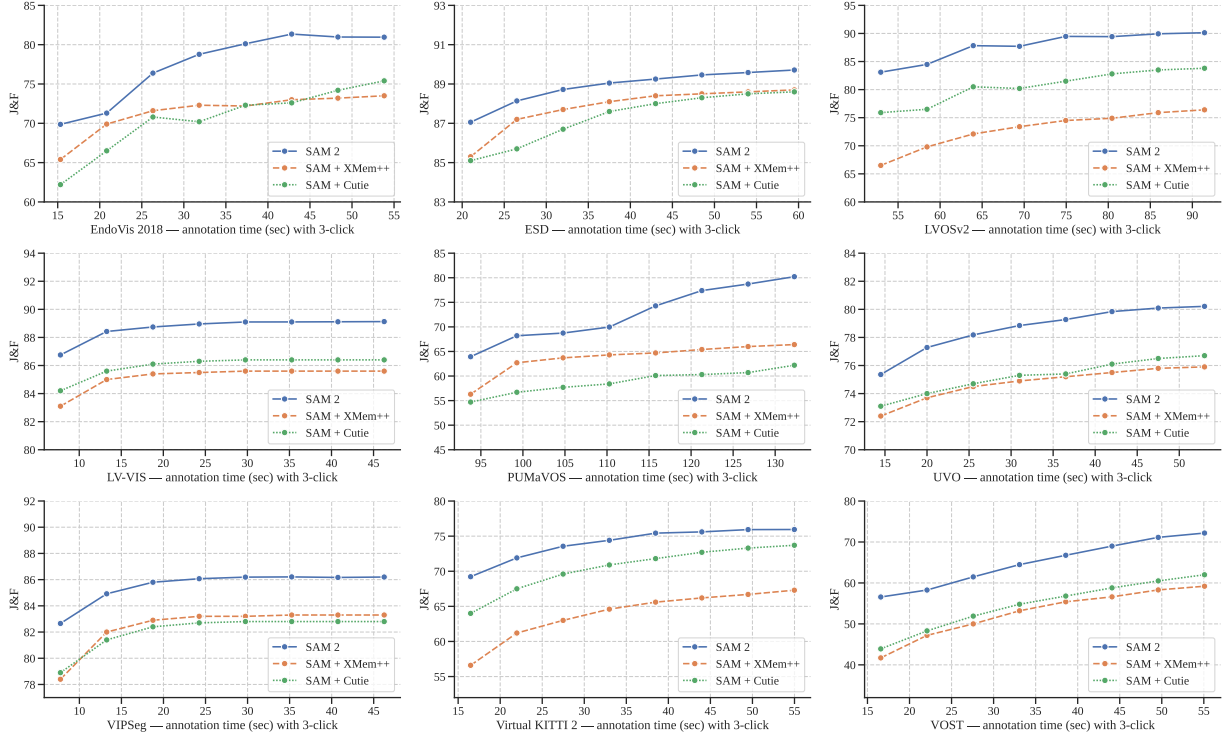 85
80
75
70
65
60
J&F
15 20 25 30 35 40 45 50 55
EndoVis 2018 — annotation time (sec) with 3-click
SAM 2
SAM + XMem++
SAM + Cutie
93
91
89
87
85
83
J&F
20 25 30 35 40 45 50 55 60
ESD — annotation time (sec) with 3-click
SAM 2
SAM + XMem++
SAM + Cutie
95
90
85
80
75
70
65
60
J&F
55 60 65 70 75 80 85 90
LVOSv2 — annotation time (sec) with 3-click
SAM 2
SAM + XMem++
SAM + Cutie
94
92
90
88
86
84
82
80
J&F
10 15 20 25 30 35 40 45
LV-VIS — annotation time (sec) with 3-click
SAM 2
SAM + XMem++
SAM + Cutie
85
80
75
70
65
60
55
50
45
J&F
95 100 105 110 115 120 125 130
PUMaVOS — annotation time (sec) with 3-click
SAM 2
SAM + XMem++
SAM + Cutie
84
82
80
78
76
74
72
70
J&F
15 20 25 30 35 40 45 50
UVO — annotation time (sec) with 3-click
SAM 2
SAM + XMem++
SAM + Cutie
92
90
88
86
84
82
80
78
J&F
10 15 20 25 30 35 40 45
VIPSeg — annotation time (sec) with 3-click
SAM 2
SAM + XMem++
SAM + Cutie
80
75
70
65
60
55
J&F
15 20 25 30 35 40 45 50 55
Virtual KITTI 2 — annotation time (sec) with 3-click
SAM 2
SAM + XMem++
SAM + Cutie
80
70
60
50
40
J&F
15 20 25 30 35 40 45 50 55
VOST — annotation time (sec) with 3-click
SAM 2
SAM + XMem++
SAM + Cutie